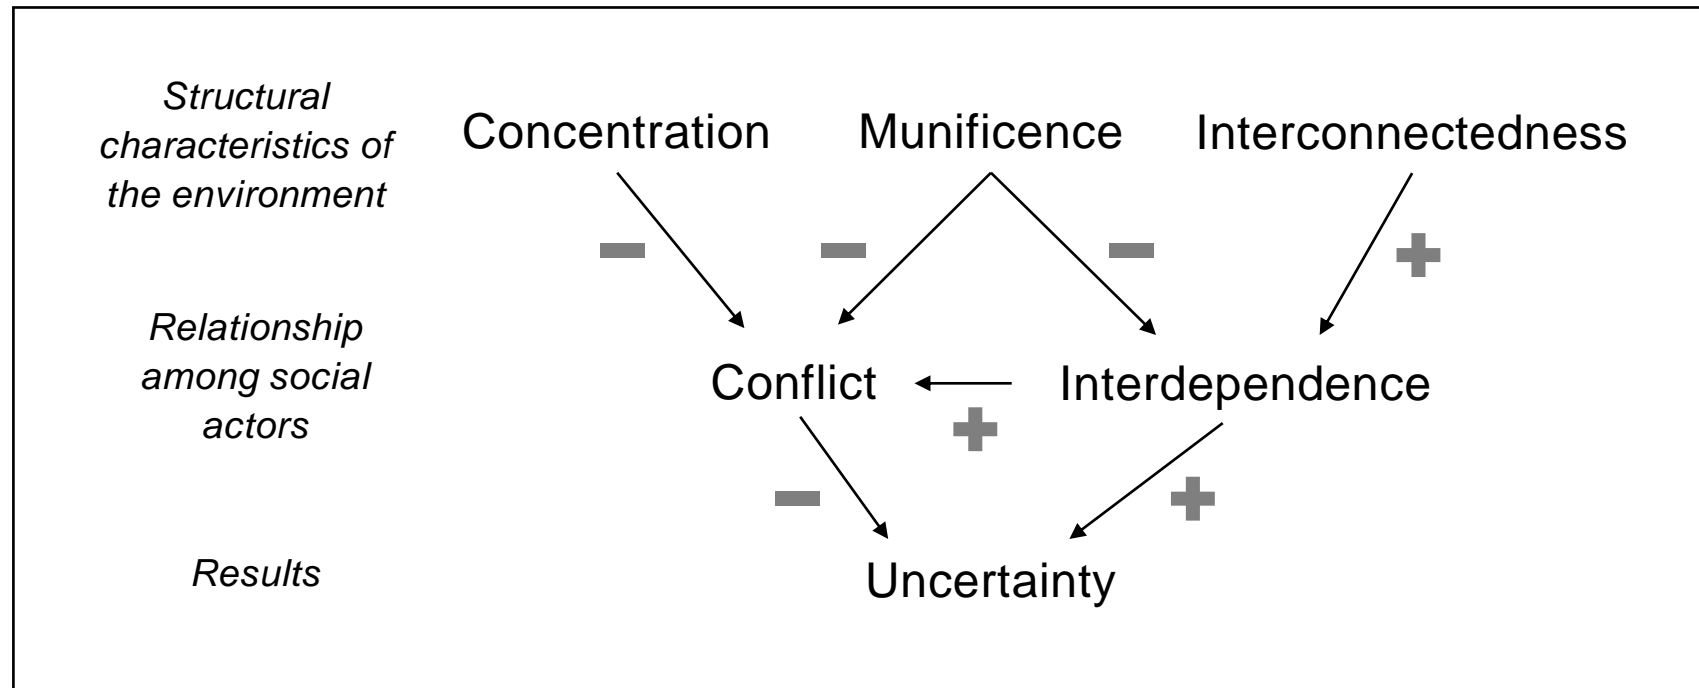 Structural
characteristics of
the environment
Concentration
Munificence
Interconnectedness
Relationship
among social
actors
Conflict
Interdependence
Results
Uncertainty